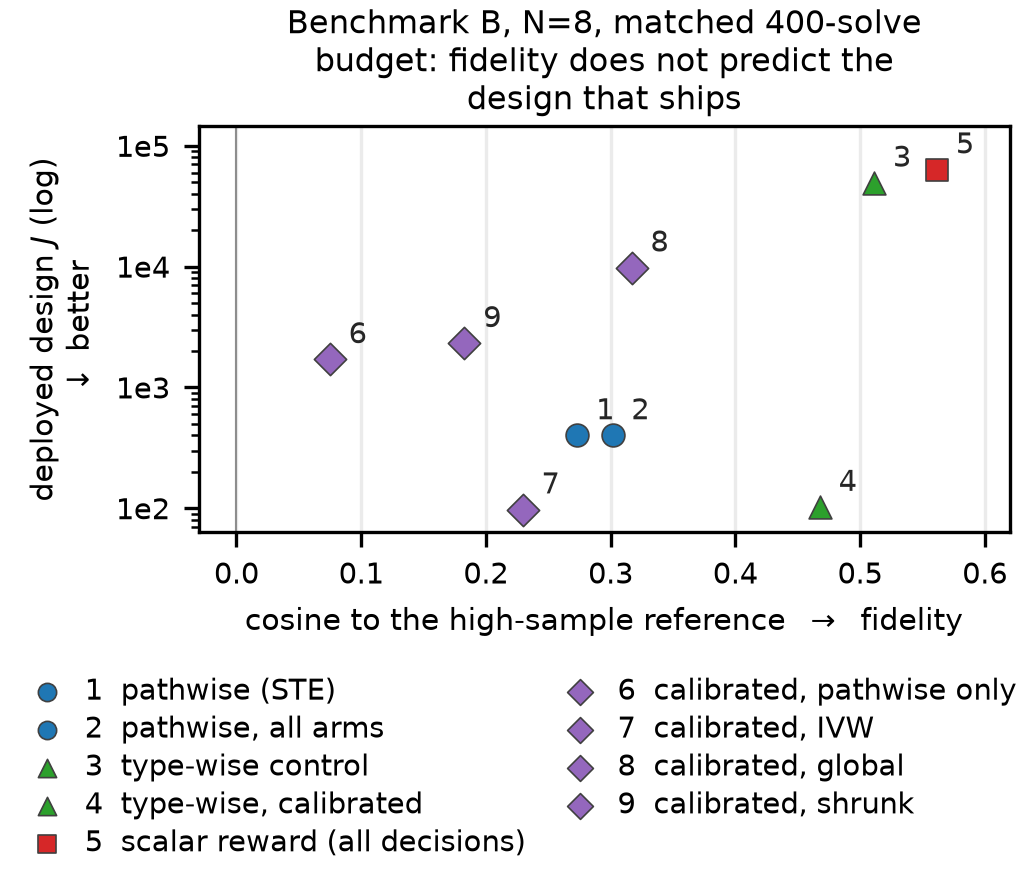 Benchmark B, N=8, matched 400-solve
budget: fidelity does not predict the
design that ships
deployed design J (log)
↓ better
1e5
1e4
1e3
1e2
3
5
8
9
6
1
2
7
4
0.0
0.1
0.2
0.3
0.4
0.5
0.6
cosine to the high-sample reference → fidelity
1 pathwise (STE)
2 pathwise, all arms
3 type-wise control
4 type-wise, calibrated
5 scalar reward (all decisions)
6 calibrated, pathwise only
7 calibrated, IVW
8 calibrated, global
9 calibrated, shrunk